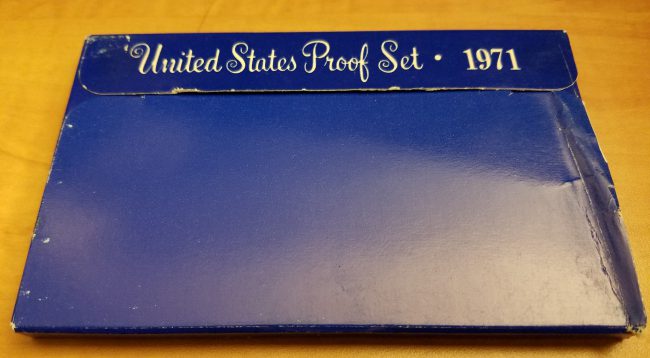 United States Proof Set · 1971